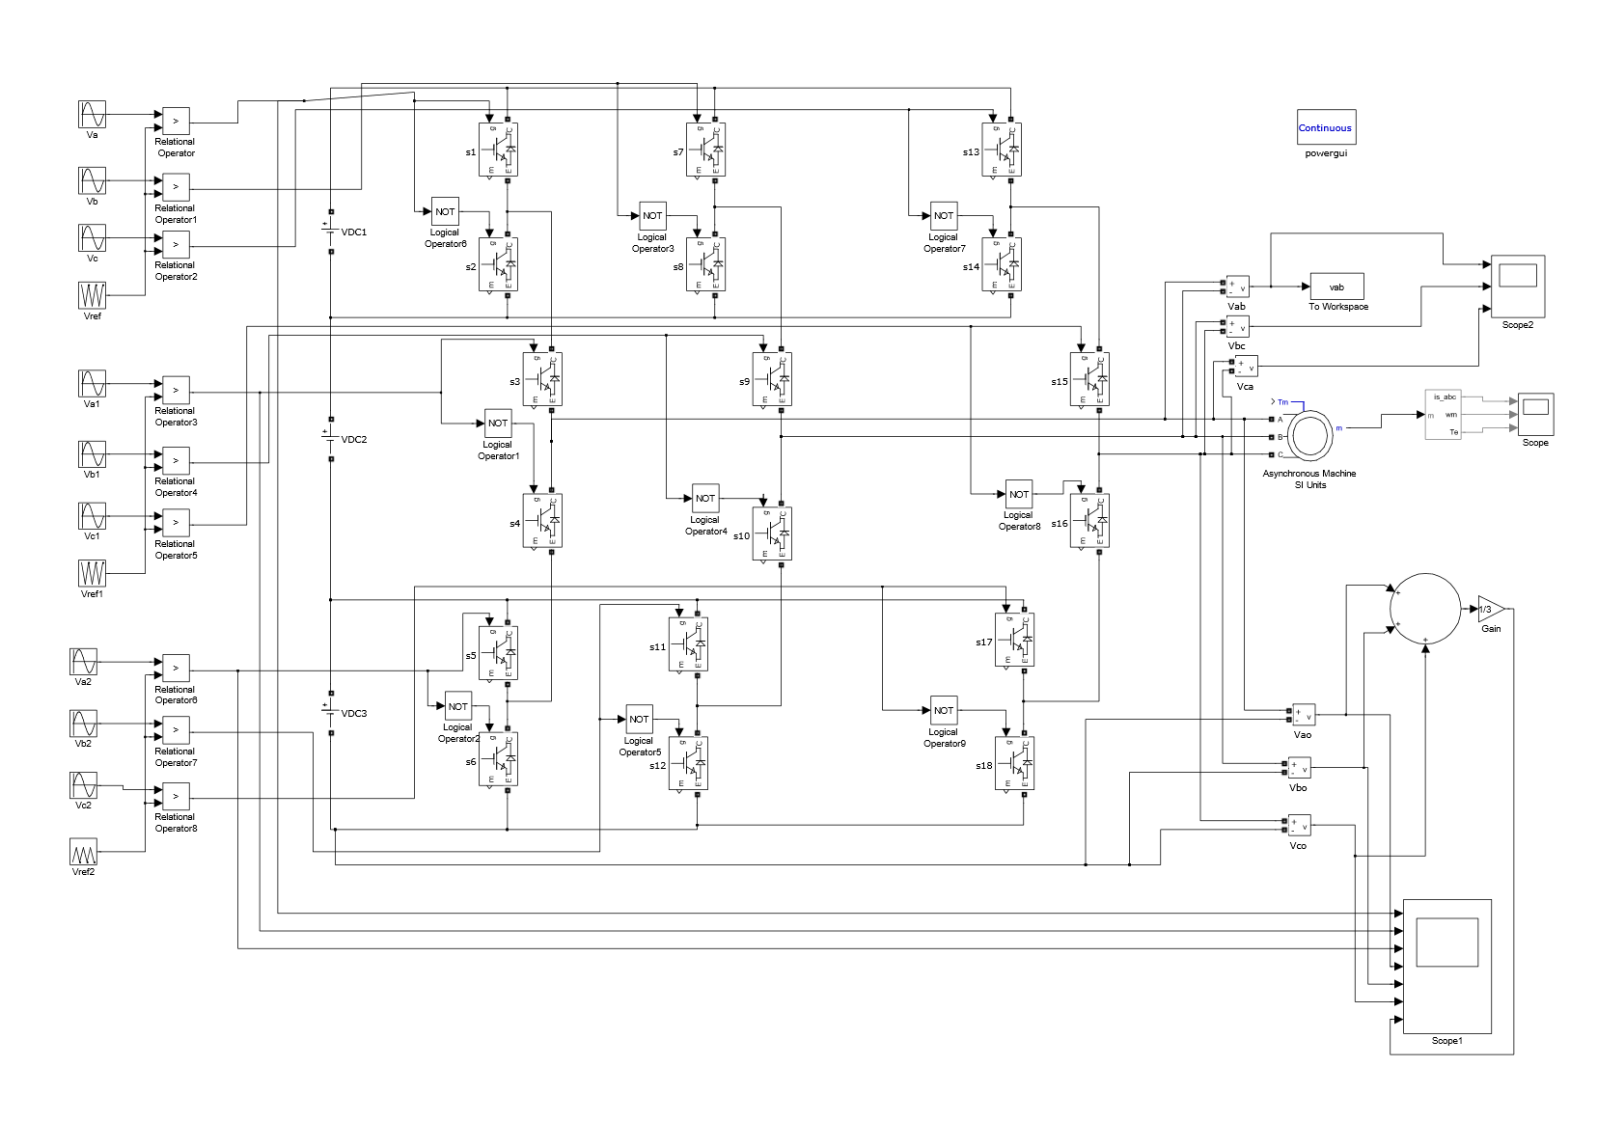 Va
>
Relational
Operator
Vb
>
Relational
Operator1
Vc
>
Relational
Operator2
Vref
Va1
>
Relational
Operator3
Vb1
>
Relational
Operator4
Vc1
>
Relational
Operator5
Vref1
Va2
>
Relational
Operator6
Vb2
>
Relational
Operator7
Vc2
>
Relational
Operator8
Vref2
+
VDC1
+
VDC2
+
VDC3
g C
s1
m E
NOT
Logical
Operator6
g C
s2
m E
g C
s7
m E
NOT
Logical
Operator3
g C
s8
m E
g C
s13
m E
NOT
Logical
Operator7
g C
s14
m E
g C
s3
m E
NOT
Logical
Operator1
g C
s4
m E
g C
s9
m E
NOT
Logical
Operator4
g C
s10
m E
g C
s15
m E
NOT
Logical
Operator8
g C
s16
m E
g C
s5
m E
NOT
Logical
Operator2
g C
s6
m E
g C
s11
m E
NOT
Logical
Operator5
g C
s12
m E
g C
s17
m E
NOT
Logical
Operator9
g C
s18
m E
Continuous
powergui
+
- v
Vab
vab
To Workspace
Scope2
+
- v
Vbc
+
- v
Vca
Tm
A
B
C
m
Asynchronous Machine
SI Units
m
is_abc
wm
Te
Scope
+
+
+
1/3
Gain
+
- v
Vao
+
- v
Vbo
+
- v
Vco
Scope1